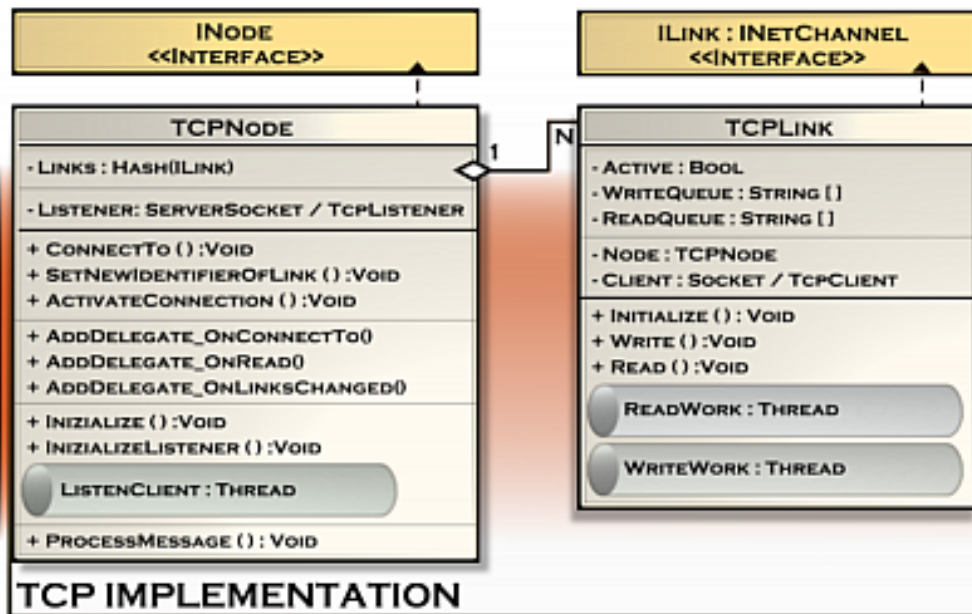 INODE
<<INTERFACE>>
TCPNODE
- LINKS : HASH(ILINK)
- LISTENER: SERVERSOCKET / TCPLISTENER
+ CONNECTTO ( ) :VOID
+ SETNEWIDENTIFIEROFLINK ( ) :VOID
+ ACTIVATECONNECTION ( ) :VOID
+ ADDDELEGATE_ONCONNECTTO()
+ ADDDELEGATE_ONREAD()
+ ADDDELEGATE_ONLINKSCHANGED()
+ INIZIALIZE ( ) :VOID
+ INIZIALIZELISTENER ( ) :VOID
LISTENCLIENT : THREAD
+ PROCESSMESSAGE ( ) : VOID
1
N
ILINK : INETCHANNEL
<<INTERFACE>>
TCPLINK
- ACTIVE : BOOL
- WRITEQUEUE : STRING [ ]
- READQUEUE : STRING [ ]
- NODE : TCPNODE
- CLIENT : SOCKET / TCPCLIENT
+ INITIALIZE ( ) : VOID
+ WRITE ( ) :VOID
+ READ ( ) :VOID
READWORK : THREAD
WRITEWORK : THREAD
TCP IMPLEMENTATION